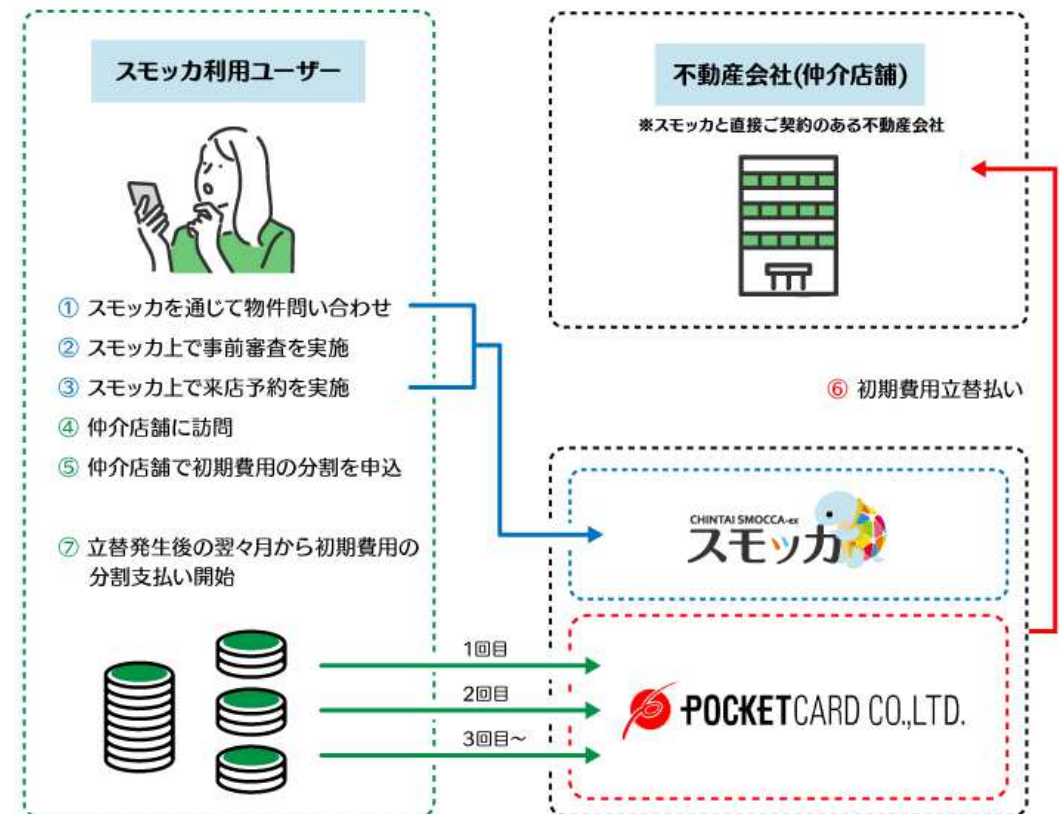 スモッカ利用ユーザー
① スモッカを通じて物件問い合わせ
② スモッカ上で事前審査を実施
③ スモッカ上で来店予約を実施
④ 仲介店舗に訪問
⑤ 仲介店舗で初期費用の分割を申込
⑦ 立替発生後の翌々月から初期費用の
分割支払い開始
1回目
2回目
3回目～
不動産会社(仲介店舗)
※スモッカと直接ご契約のある不動産会社
⑥ 初期費用立替払い
CHINTAI SMOCCA-ex
スモッカ
POCKETCARD CO.,LTD.